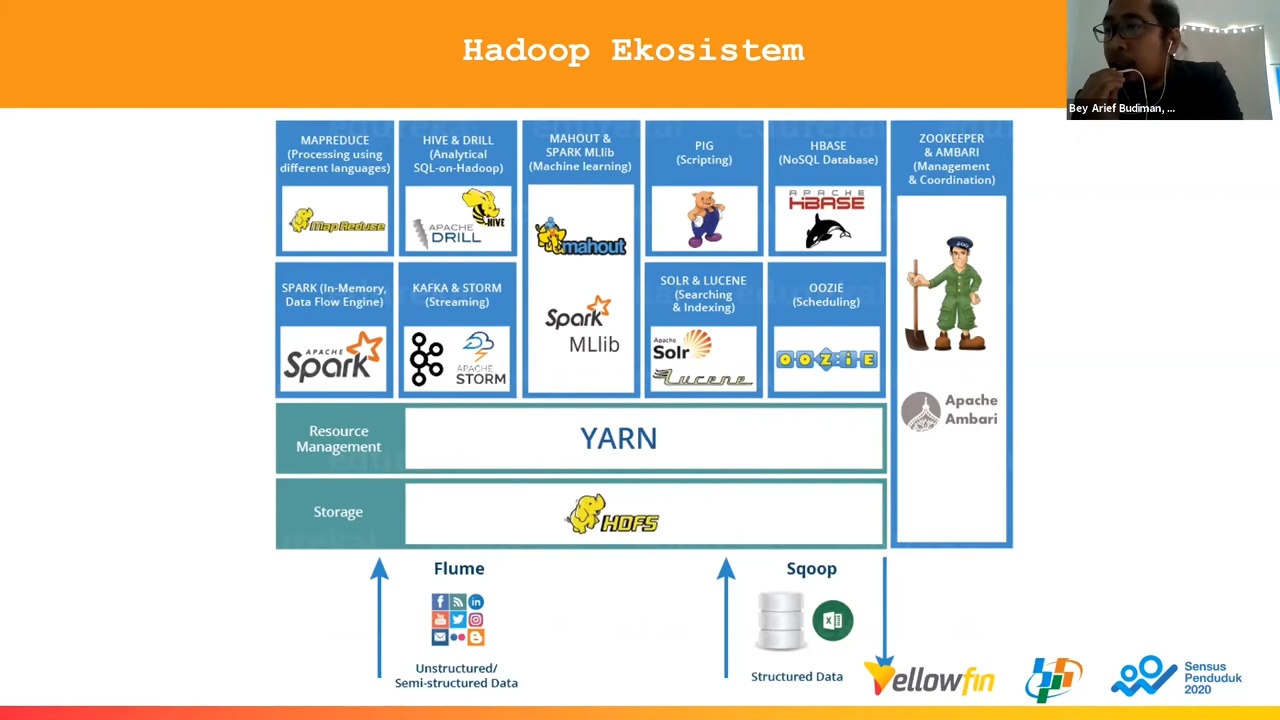 Hadoop Ekosistem
Bey Arief Budiman, ...
MAPREDUCE
(Processing using
different languages)
Map Reduce
HIVE & DRILL
(Analytical
SQL-on-Hadoop)
HIVE
APACHE
DRILL
MAHOUT &
SPARK MLlib
(Machine learning)
mahout
Spark
MLlib
PIG
(Scripting)
HBASE
(NoSQL Database)
APACHE
HBASE
ZOOKEEPER
& AMBARI
(Management
& Coordination)
ZOO
Apache
Ambari
SPARK (In-Memory,
Data Flow Engine)
APACHE
Spark
KAFKA & STORM
(Streaming)
APACHE
STORM
SOLR & LUCENE
(Searching
& Indexing)
Apache
Solr
Lucene
OOZIE
(Scheduling)
OOZIE
Resource
Management
YARN
Storage
HDFS
Flume
Unstructured/
Semi-structured Data
Sqoop
Structured Data
Yellowfin
Sensus
Penduduk
2020